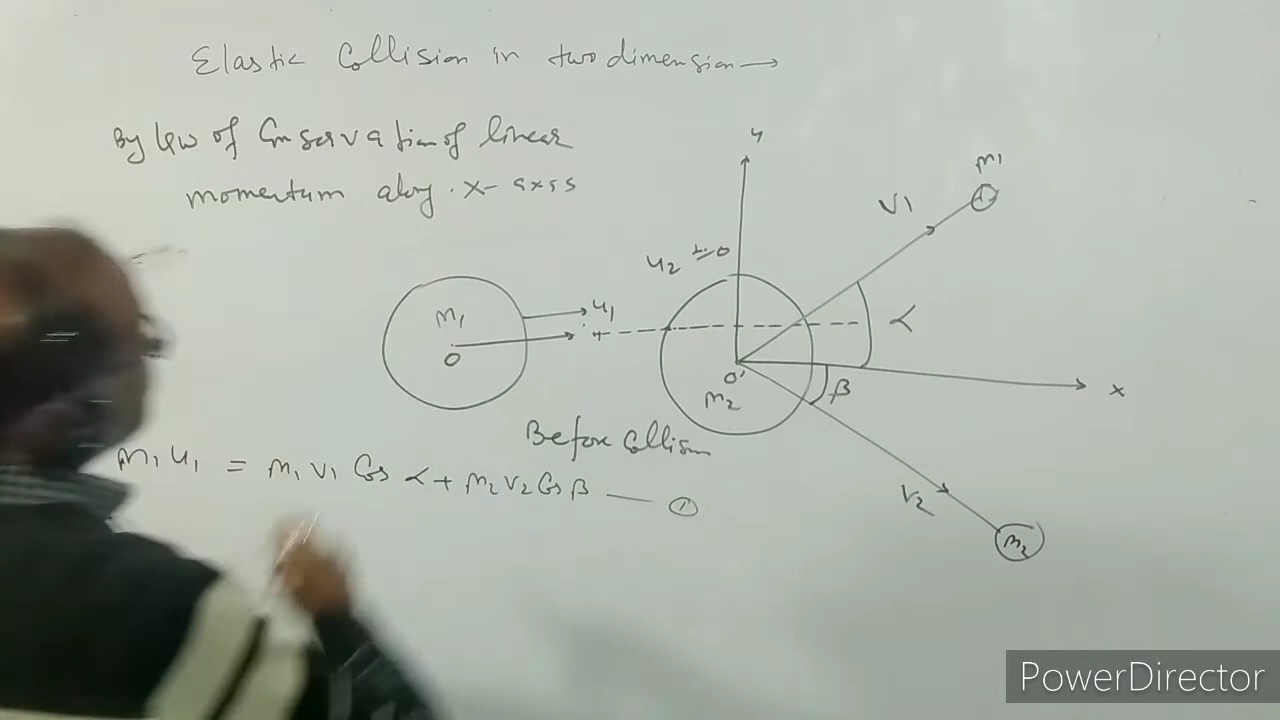 Elastic Collision in two dimension →
By law of Conservation of linear
momentum along x-axis
y
m1
v1
u2 = 0
m1
u1
O
α
O'
m2
β
x
Before Collision
m1 u1 = m1 v1 Cos α + m2 v2 Cos β — ①
v2
m2
PowerDirector